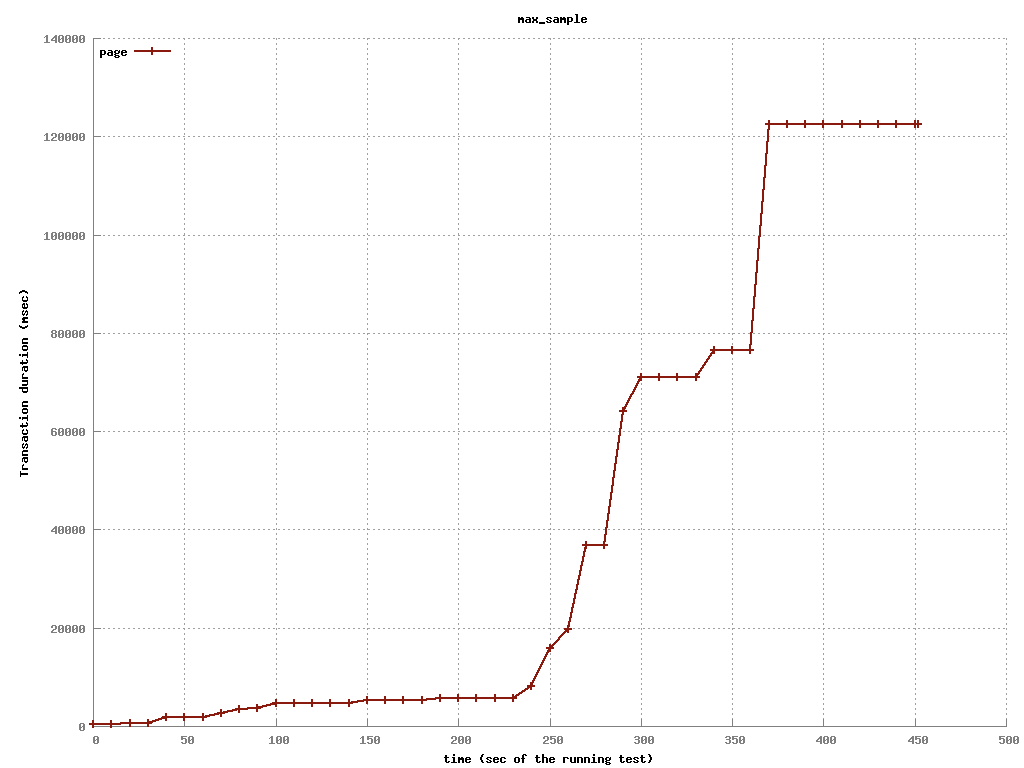 max_sample
page
140000
120000
100000
80000
60000
40000
20000
0
Transaction duration (msec)
0 50 100 150 200 250 300 350 400 450 500
time (sec of the running test)